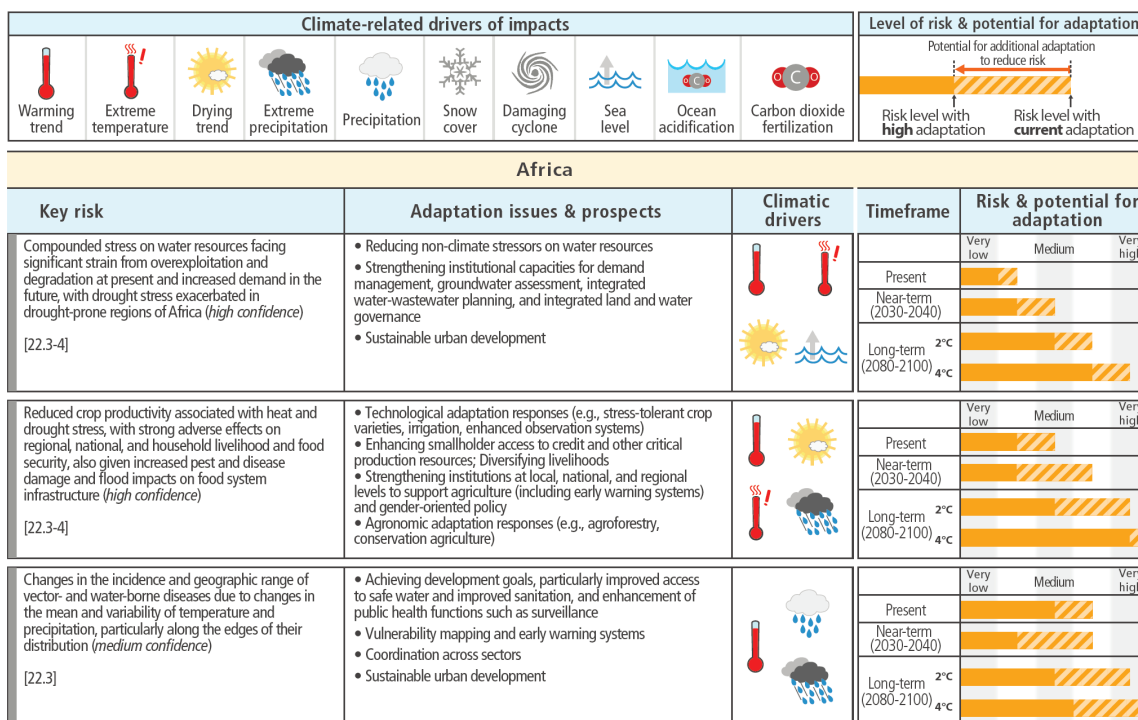 Climate-related drivers of impacts
Warming
trend
Extreme
temperature
Drying
trend
Extreme
precipitation
Precipitation
Snow
cover
Damaging
cyclone
Sea
level
O C O
Ocean
acidification
O C O
Carbon dioxide
fertilization
Level of risk & potential for adaptation
Potential for additional adaptation
to reduce risk
Risk level with
high adaptation
Risk level with
current adaptation
Africa
Key risk
Adaptation issues & prospects
Climatic
drivers
Timeframe
Risk & potential for
adaptation
Compounded stress on water resources facing
significant strain from overexploitation and
degradation at present and increased demand in the
future, with drought stress exacerbated in
drought-prone regions of Africa (high confidence)
[22.3-4]
• Reducing non-climate stressors on water resources
• Strengthening institutional capacities for demand
management, groundwater assessment, integrated
water-wastewater planning, and integrated land and water
governance
• Sustainable urban development
Very
low
Medium
Very
high
Present
Near-term
(2030-2040)
Long-term
(2080-2100)
2°C
4°C
Reduced crop productivity associated with heat and
drought stress, with strong adverse effects on
regional, national, and household livelihood and food
security, also given increased pest and disease
damage and flood impacts on food system
infrastructure (high confidence)
[22.3-4]
• Technological adaptation responses (e.g., stress-tolerant crop
varieties, irrigation, enhanced observation systems)
• Enhancing smallholder access to credit and other critical
production resources; Diversifying livelihoods
• Strengthening institutions at local, national, and regional
levels to support agriculture (including early warning systems)
and gender-oriented policy
• Agronomic adaptation responses (e.g., agroforestry,
conservation agriculture)
Very
low
Medium
Very
high
Present
Near-term
(2030-2040)
Long-term
(2080-2100)
2°C
4°C
Changes in the incidence and geographic range of
vector- and water-borne diseases due to changes in
the mean and variability of temperature and
precipitation, particularly along the edges of their
distribution (medium confidence)
[22.3]
• Achieving development goals, particularly improved access
to safe water and improved sanitation, and enhancement of
public health functions such as surveillance
• Vulnerability mapping and early warning systems
• Coordination across sectors
• Sustainable urban development
Very
low
Medium
Very
high
Present
Near-term
(2030-2040)
Long-term
(2080-2100)
2°C
4°C